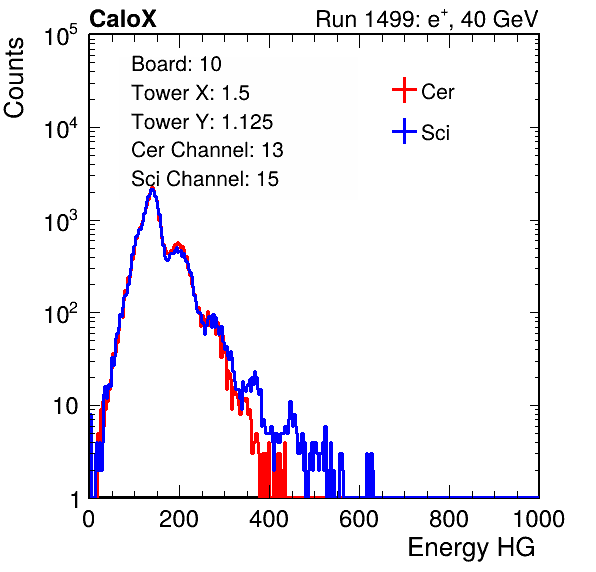 CaloX Run 1499: e⁺, 40 GeV
Counts
Board: 10
Tower X: 1.5
Tower Y: 1.125
Cer Channel: 13
Sci Channel: 15
Cer
Sci
10⁵
10⁴
10³
10²
10
1
0 200 400 600 800 1000
Energy HG